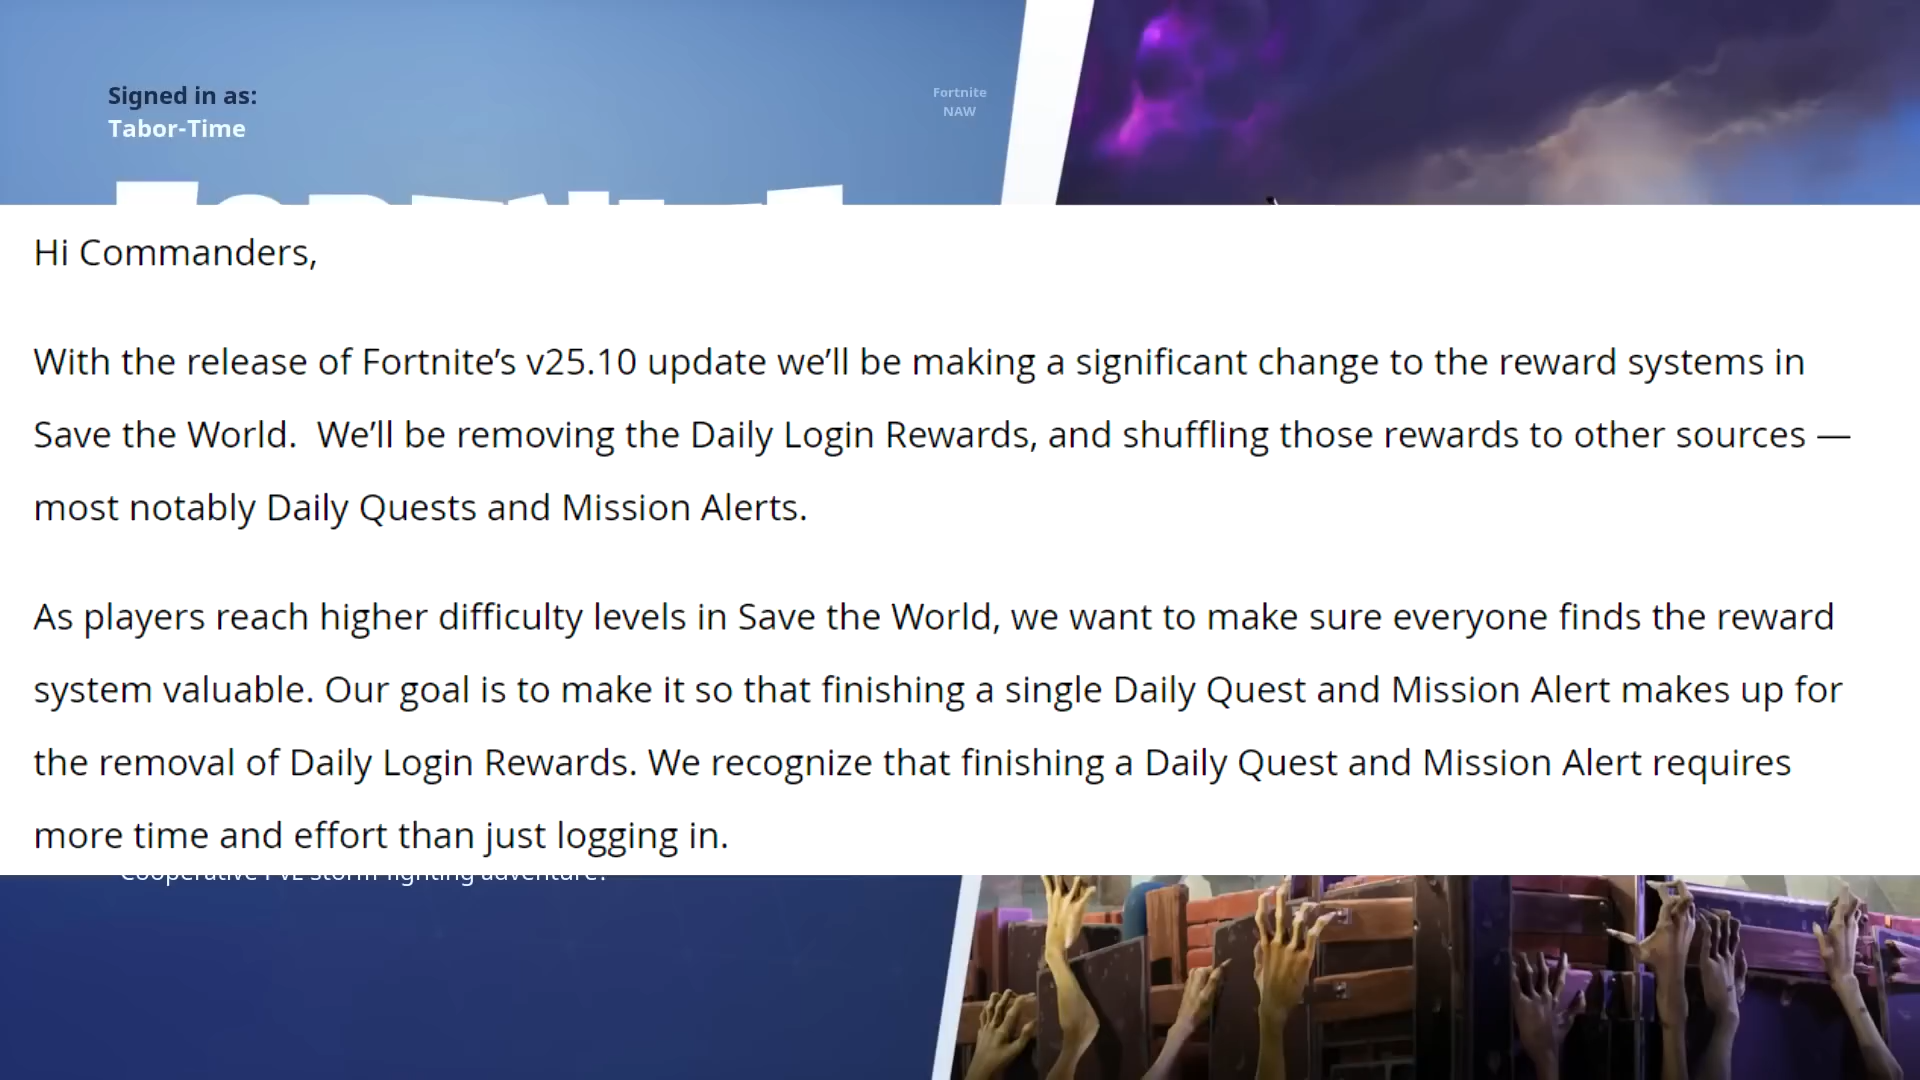 Signed in as:
Tabor-Time
Fortnite
NAW
FORTNITE
Hi Commanders,
With the release of Fortnite’s v25.10 update we’ll be making a significant change to the reward systems in
Save the World.  We’ll be removing the Daily Login Rewards, and shuffling those rewards to other sources —
most notably Daily Quests and Mission Alerts.
As players reach higher difficulty levels in Save the World, we want to make sure everyone finds the reward
system valuable. Our goal is to make it so that finishing a single Daily Quest and Mission Alert makes up for
the removal of Daily Login Rewards. We recognize that finishing a Daily Quest and Mission Alert requires
more time and effort than just logging in.
Cooperative PvE storm-fighting adventure!